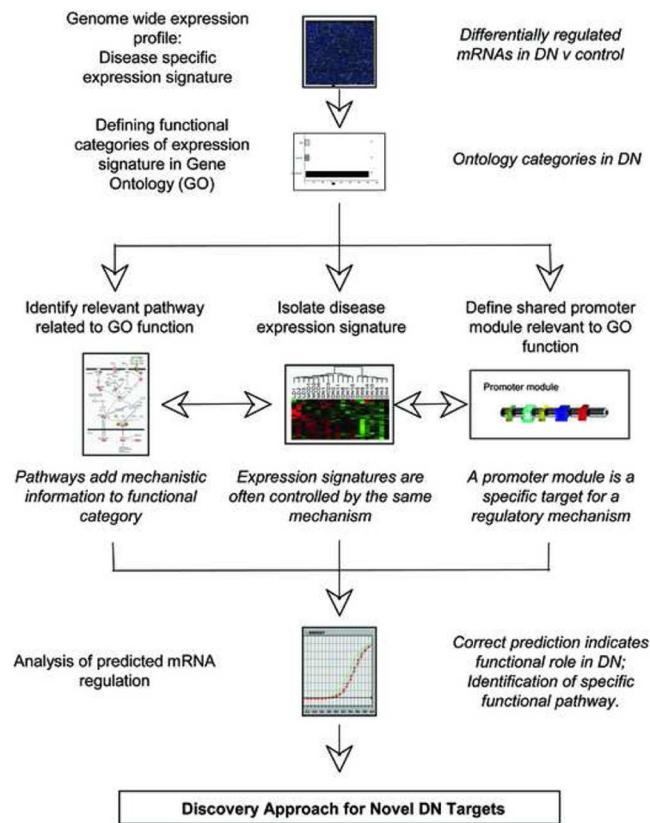 Genome wide expression
profile:
Disease specific
expression signature
Differentially regulated
mRNAs in DN v control
Defining functional
categories of expression
signature in Gene
Ontology (GO)
Ontology categories in DN
Identify relevant pathway
related to GO function
Isolate disease
expression signature
Define shared promoter
module relevant to GO
function
Promoter module
Pathways add mechanistic
information to functional
category
Expression signatures are
often controlled by the same
mechanism
A promoter module is a
specific target for a
regulatory mechanism
Analysis of predicted mRNA
regulation
Correct prediction indicates
functional role in DN;
Identification of specific
functional pathway.
Discovery Approach for Novel DN Targets